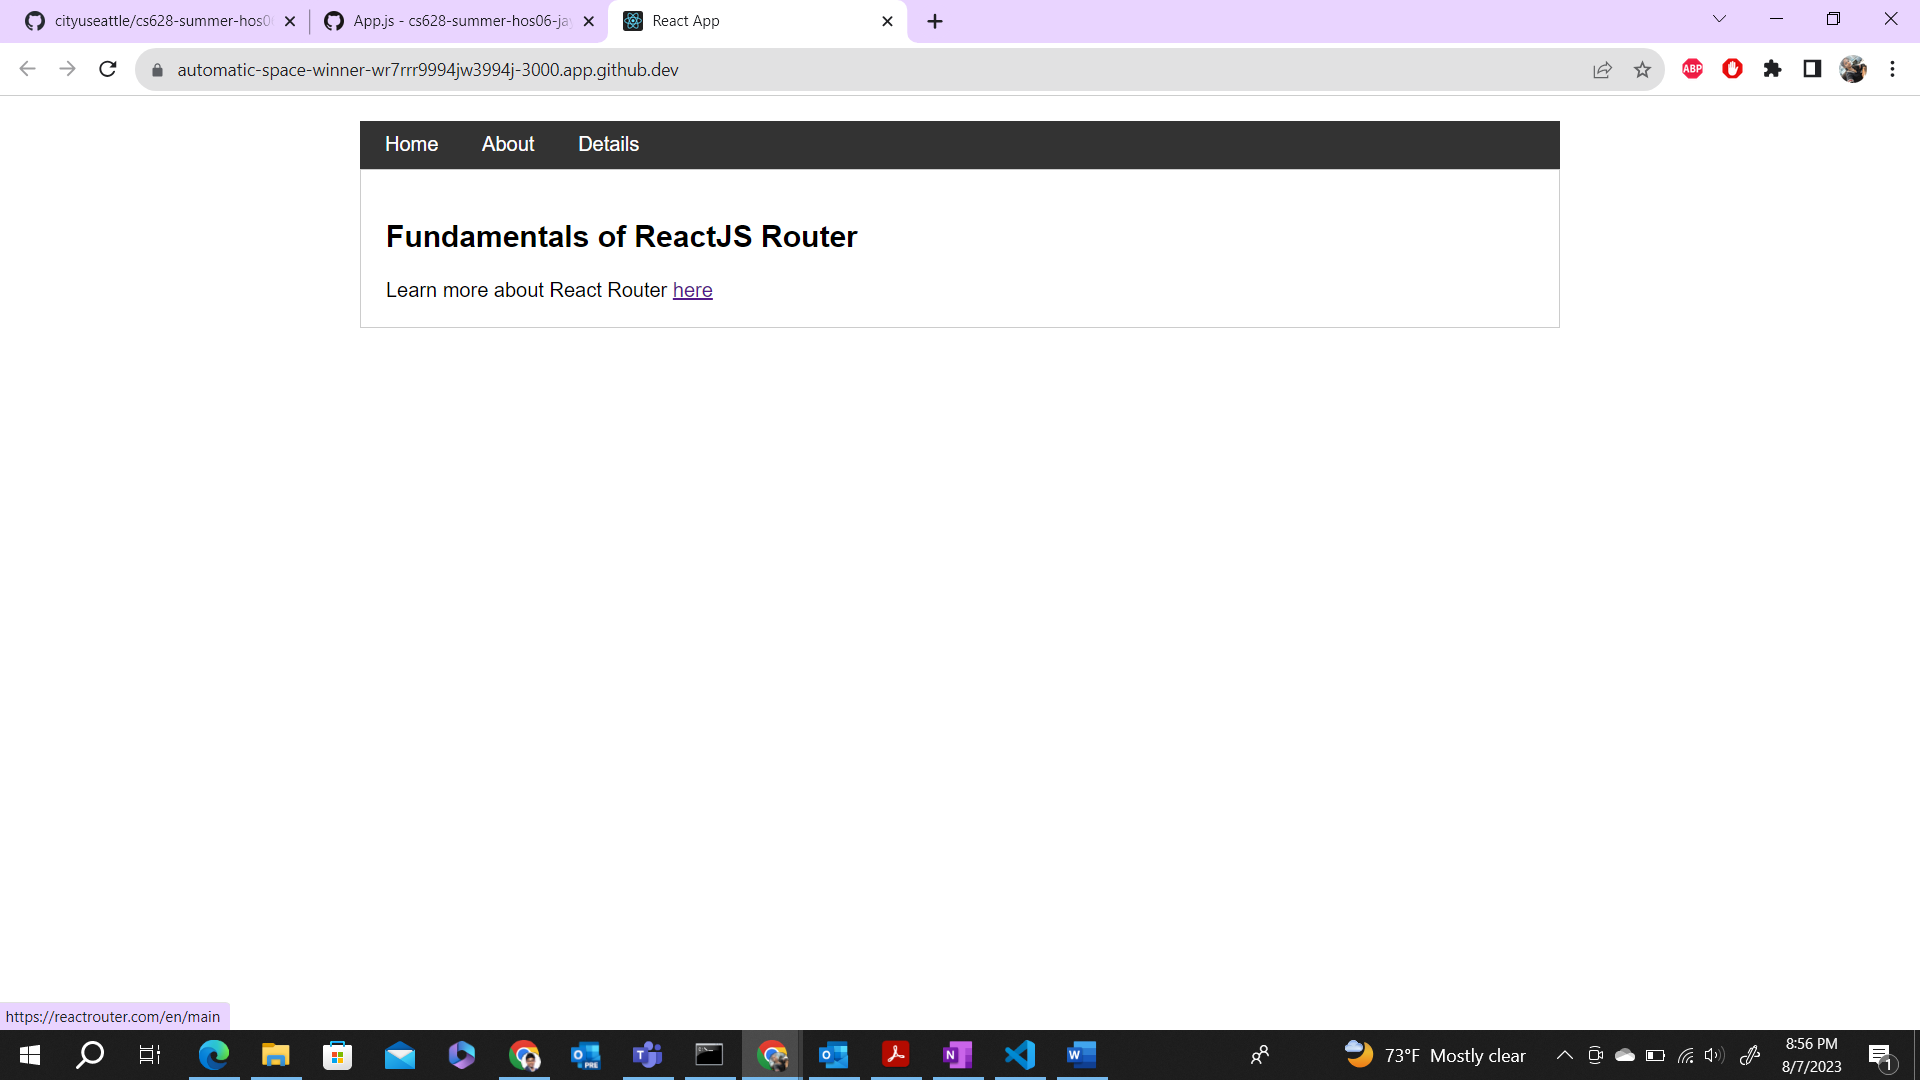 cityuseattle/cs628-summer-hos0
App.js - cs628-summer-hos06-jay
React App
automatic-space-winner-wr7rrr9994jw3994j-3000.app.github.dev
ABP
Home About Details
Fundamentals of ReactJS Router
Learn more about React Router here
https://reactrouter.com/en/main
73°F Mostly clear
8:56 PM
8/7/2023
1